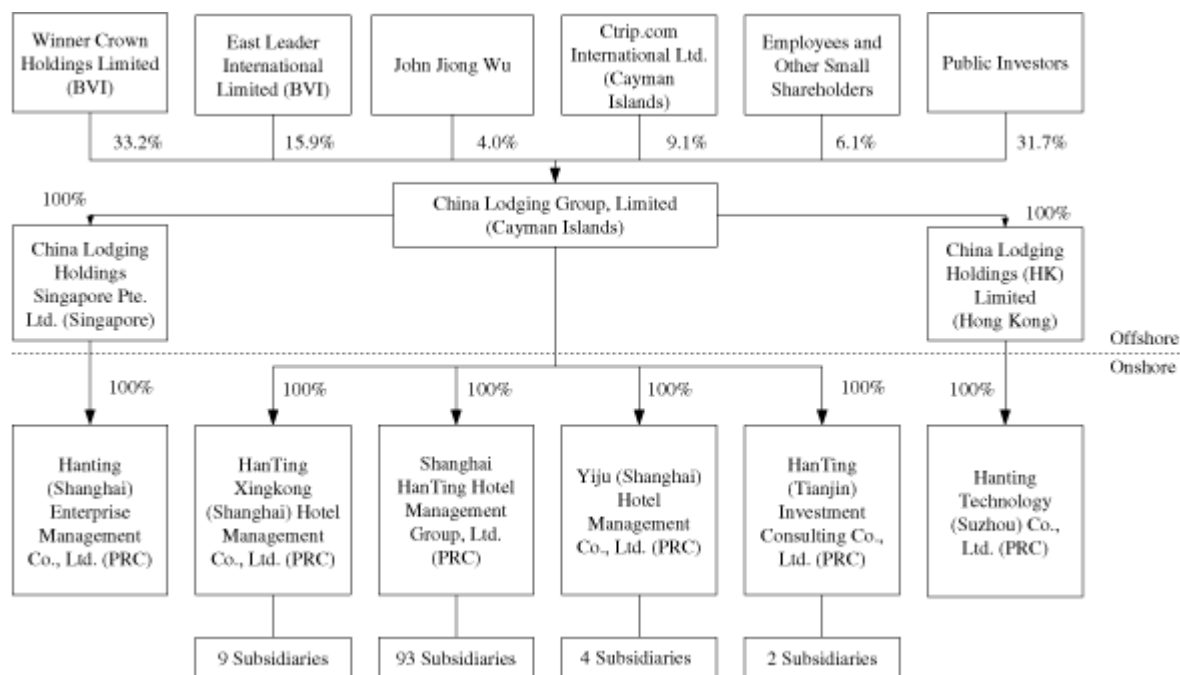 Winner Crown
Holdings Limited
(BVI)
East Leader
International
Limited (BVI)
John Jiong Wu
Ctrip.com
International Ltd.
(Cayman
Islands)
Employees and
Other Small
Shareholders
Public Investors
33.2%
15.9%
4.0%
9.1%
6.1%
31.7%
China Lodging Group, Limited
(Cayman Islands)
100%
100%
China Lodging
Holdings
Singapore Pte.
Ltd. (Singapore)
China Lodging
Holdings (HK)
Limited
(Hong Kong)
Offshore
Onshore
100%
100%
100%
100%
100%
100%
Hanting
(Shanghai)
Enterprise
Management
Co., Ltd. (PRC)
HanTing
Xingkong
(Shanghai) Hotel
Management
Co., Ltd. (PRC)
Shanghai
HanTing Hotel
Management
Group, Ltd.
(PRC)
Yiju (Shanghai)
Hotel
Management
Co., Ltd. (PRC)
HanTing
(Tianjin)
Investment
Consulting Co.,
Ltd. (PRC)
Hanting
Technology
(Suzhou) Co.,
Ltd. (PRC)
9 Subsidiaries
93 Subsidiaries
4 Subsidiaries
2 Subsidiaries